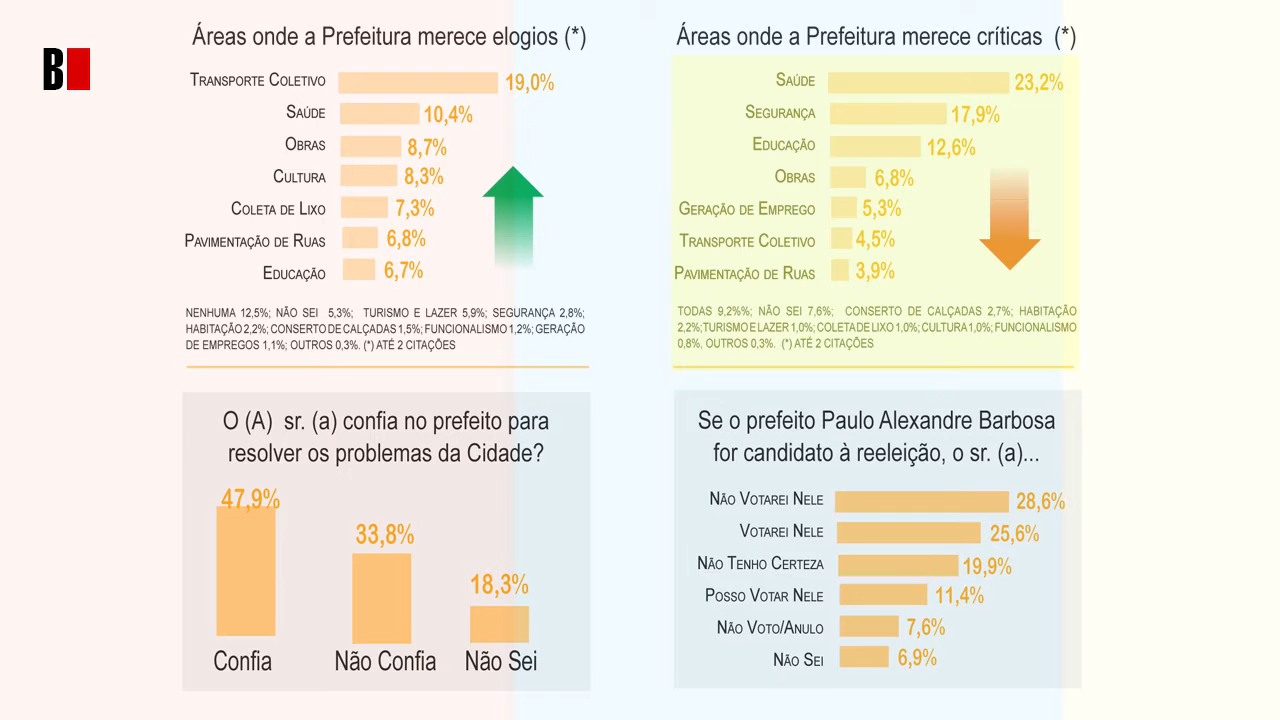 B
Áreas onde a Prefeitura merece elogios (*)
TRANSPORTE COLETIVO 19,0%
SAÚDE 10,4%
OBRAS 8,7%
CULTURA 8,3%
COLETA DE LIXO 7,3%
PAVIMENTAÇÃO DE RUAS 6,8%
EDUCAÇÃO 6,7%
NENHUMA 12,5%; NÃO SEI 5,3%; TURISMO E LAZER 5,9%; SEGURANÇA 2,8%;
HABITAÇÃO 2,2%; CONSERTO DE CALÇADAS 1,5%; FUNCIONALISMO 1,2%; GERAÇÃO
DE EMPREGOS 1,1%; OUTROS 0,3%. (*) ATÉ 2 CITAÇÕES
Áreas onde a Prefeitura merece críticas (*)
SAÚDE 23,2%
SEGURANÇA 17,9%
EDUCAÇÃO 12,6%
OBRAS 6,8%
GERAÇÃO DE EMPREGO 5,3%
TRANSPORTE COLETIVO 4,5%
PAVIMENTAÇÃO DE RUAS 3,9%
TODAS 9,2%%; NÃO SEI 7,6%; CONSERTO DE CALÇADAS 2,7%; HABITAÇÃO
2,2%;TURISMO E LAZER 1,0%; COLETA DE LIXO 1,0%; CULTURA 1,0%; FUNCIONALISMO
0,8%, OUTROS 0,3%. (*) ATÉ 2 CITAÇÕES
O (A) sr. (a) confia no prefeito para
resolver os problemas da Cidade?
47,9% 33,8% 18,3%
Confia Não Confia Não Sei
Se o prefeito Paulo Alexandre Barbosa
for candidato à reeleição, o sr. (a)...
NÃO VOTAREI NELE 28,6%
VOTAREI NELE 25,6%
NÃO TENHO CERTEZA 19,9%
POSSO VOTAR NELE 11,4%
NÃO VOTO/ANULO 7,6%
NÃO SEI 6,9%